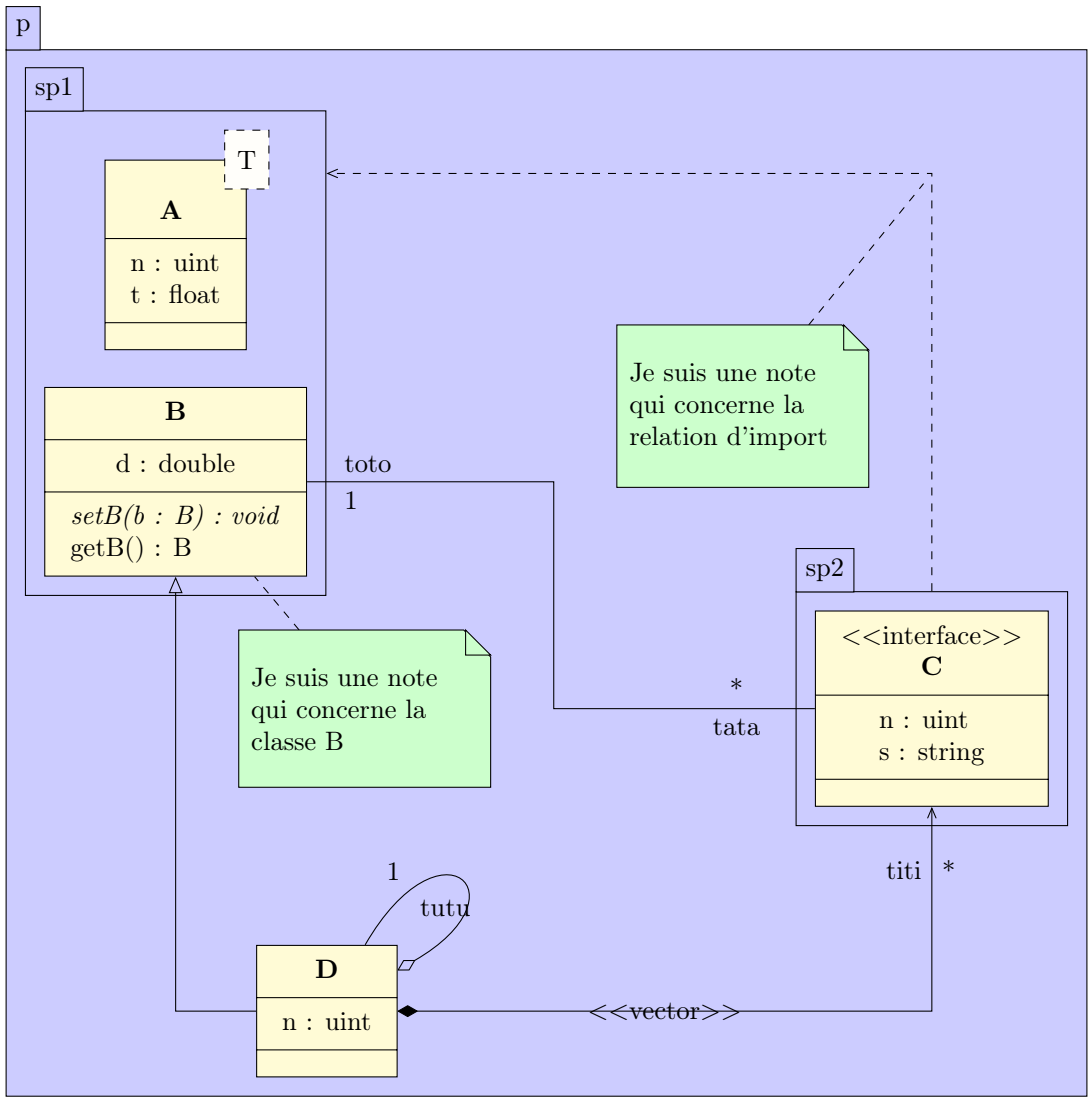 p
sp1
T
A
n : uint
t : float
B
d : double
setB(b : B) : void
getB() : B
toto
1
Je suis une note
qui concerne la
relation d'import
sp2
<<interface>>
C
n : uint
s : string
*
tata
Je suis une note
qui concerne la
classe B
titi
*
1
tutu
D
n : uint
<<vector>>